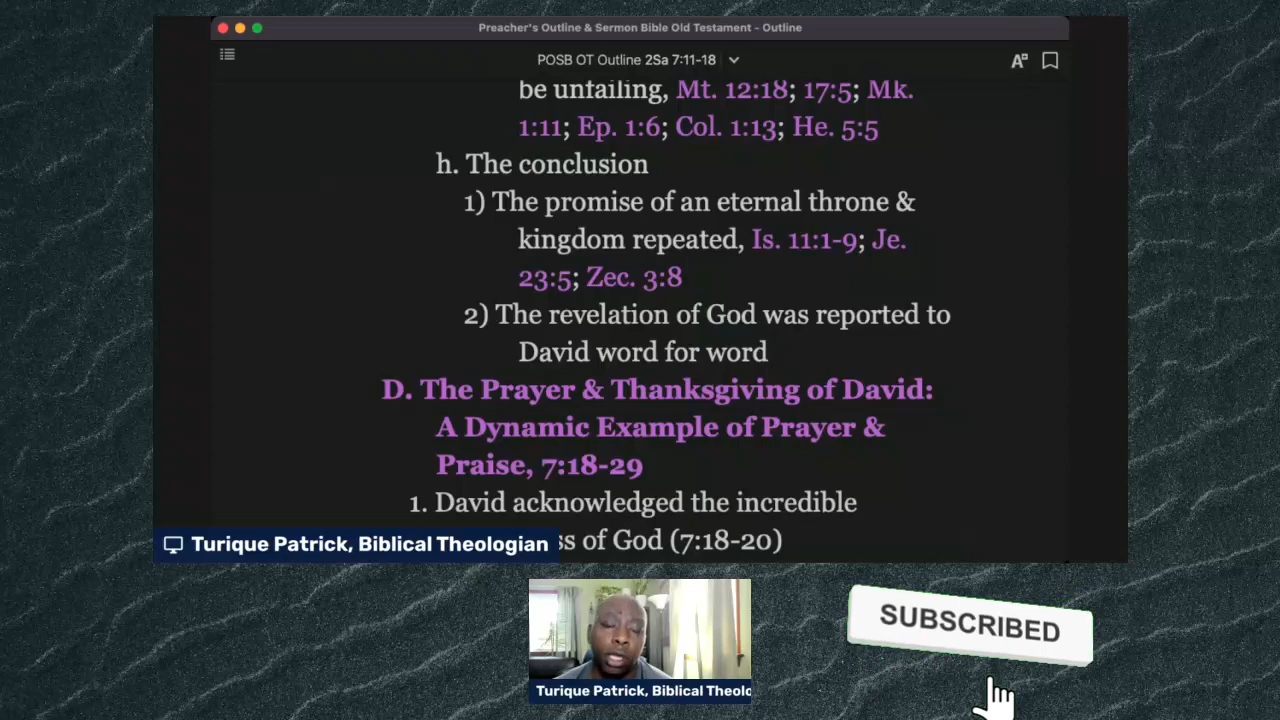 Preacher's Outline & Sermon Bible Old Testament - Outline
POSB OT Outline 2Sa 7:11-18
be unfailing, Mt. 12:18; 17:5; Mk.
1:11; Ep. 1:6; Col. 1:13; He. 5:5
h. The conclusion
1) The promise of an eternal throne &
kingdom repeated, Is. 11:1-9; Je.
23:5; Zec. 3:8
2) The revelation of God was reported to
David word for word
D. The Prayer & Thanksgiving of David:
A Dynamic Example of Prayer &
Praise, 7:18-29
1. David acknowledged the incredible
ss of God (7:18-20)
Turique Patrick, Biblical Theologian
Turique Patrick, Biblical Theolo
SUBSCRIBED